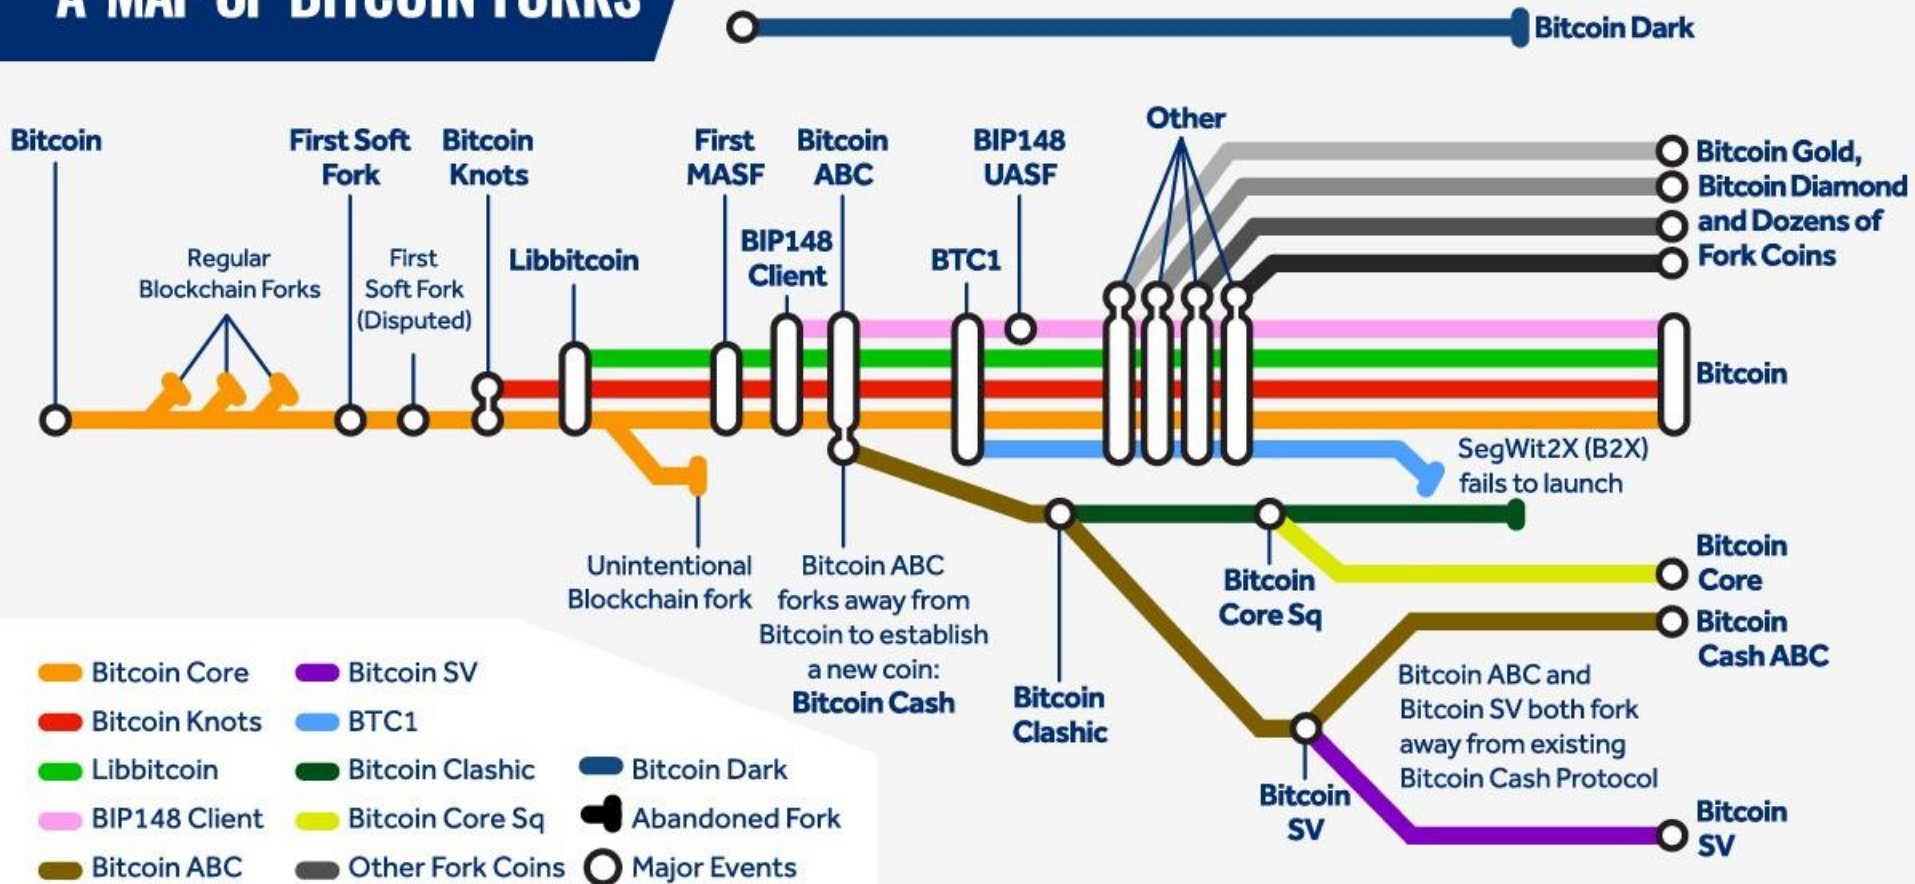 A MAP OF BITCOIN FORKS
Bitcoin Dark
Bitcoin
First Soft
Fork
Bitcoin
Knots
First
MASF
Bitcoin
ABC
BIP148
UASF
Other
Bitcoin Gold,
Bitcoin Diamond
and Dozens of
Fork Coins
Regular
Blockchain Forks
First
Soft Fork
(Disputed)
Libbitcoin
BIP148
Client
BTC1
Bitcoin
SegWit2X (B2X)
fails to launch
Unintentional
Blockchain fork
Bitcoin ABC
forks away from
Bitcoin to establish
a new coin:
Bitcoin Cash
Bitcoin
Clashic
Bitcoin
Core Sq
Bitcoin
Core
Bitcoin
Cash ABC
Bitcoin ABC and
Bitcoin SV both fork
away from existing
Bitcoin Cash Protocol
Bitcoin
SV
Bitcoin
SV
Bitcoin Core
Bitcoin Knots
Libbitcoin
BIP148 Client
Bitcoin ABC
Bitcoin SV
BTC1
Bitcoin Clashic
Bitcoin Core Sq
Other Fork Coins
Bitcoin Dark
Abandoned Fork
Major Events